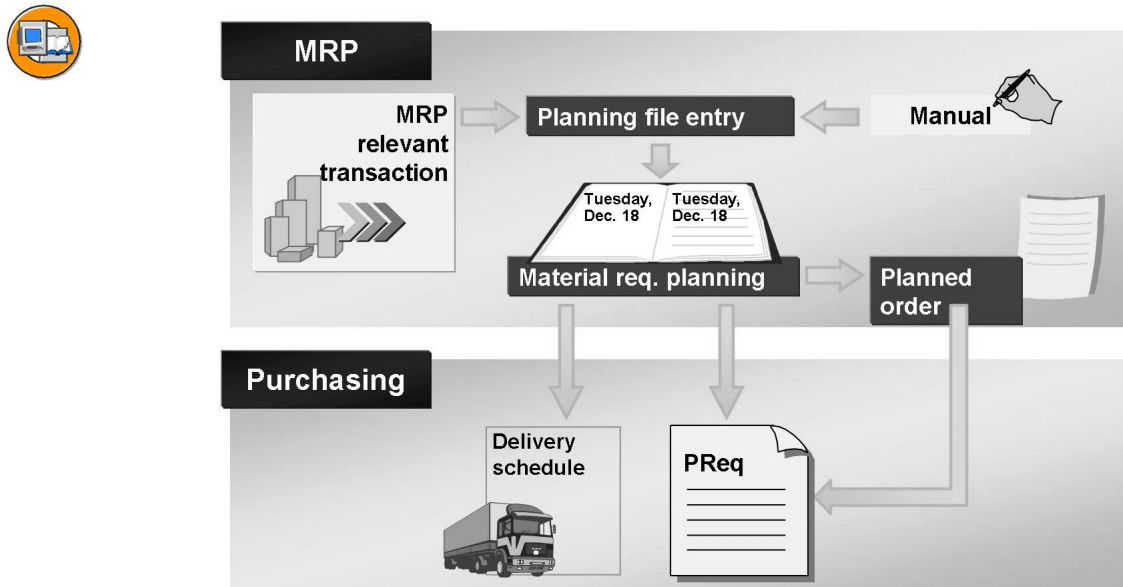 MRP
MRP
relevant
transaction
Planning file entry
Manual
Tuesday,
Dec. 18
Tuesday,
Dec. 18
Material req. planning
Planned
order
Purchasing
Delivery
schedule
PReq